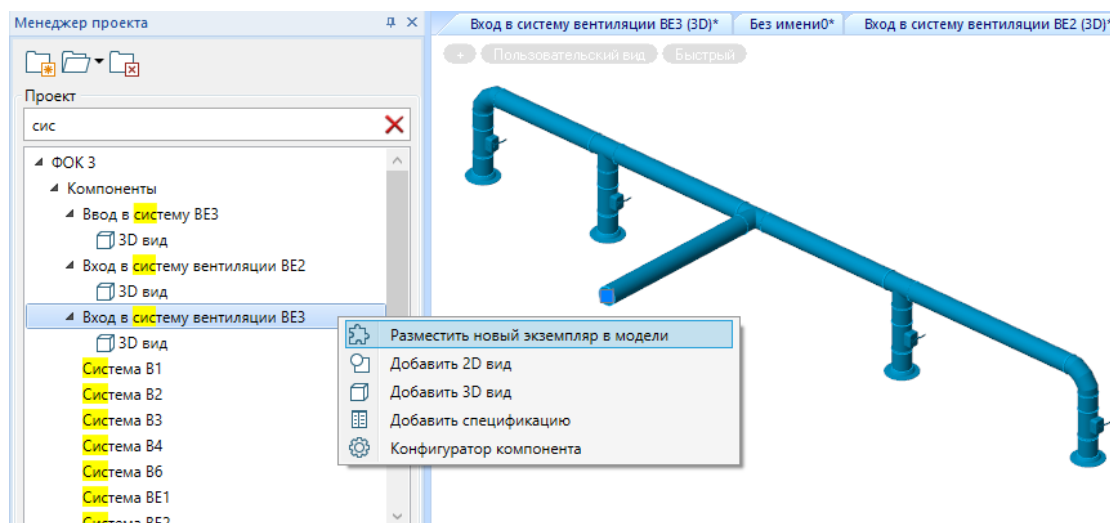 Менеджер проекта
Вход в систему вентиляции ВЕ3 (3D)*
Без имени0*
Вход в систему вентиляции ВЕ2 (3D)*
+ Пользовательский вид Быстрый
Проект
сис
ФОК 3
Компоненты
Ввод в систему ВЕ3
3D вид
Вход в систему вентиляции ВЕ2
3D вид
Вход в систему вентиляции ВЕ3
3D вид
Система В1
Система В2
Система В3
Система В4
Система В6
Система ВЕ1
Система ВЕ2
Разместить новый экземпляр в модели
Добавить 2D вид
Добавить 3D вид
Добавить спецификацию
Конфигуратор компонента